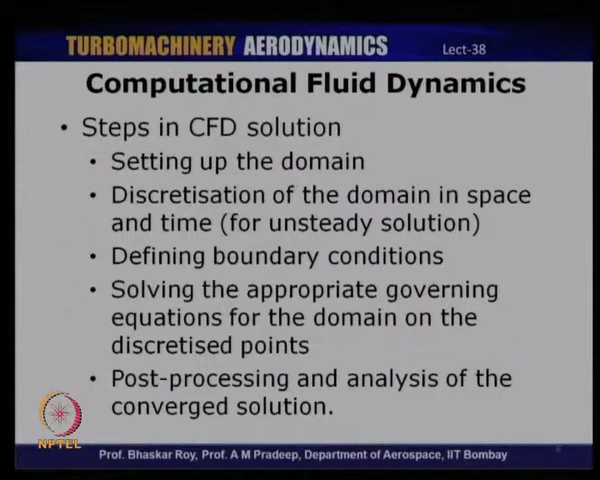 TURBOMACHINERY AERODYNAMICS Lect-38
Computational Fluid Dynamics
• Steps in CFD solution
• Setting up the domain
• Discretisation of the domain in space
and time (for unsteady solution)
• Defining boundary conditions
• Solving the appropriate governing
equations for the domain on the
discretised points
• Post-processing and analysis of the
converged solution.
NPTEL
Prof. Bhaskar Roy, Prof. A M Pradeep, Department of Aerospace, IIT Bombay